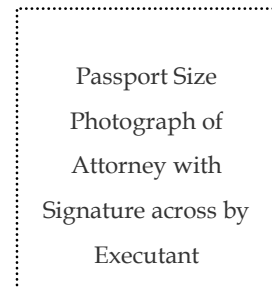 Passport Size
Photograph of
Attorney with
Signature across by
Executant